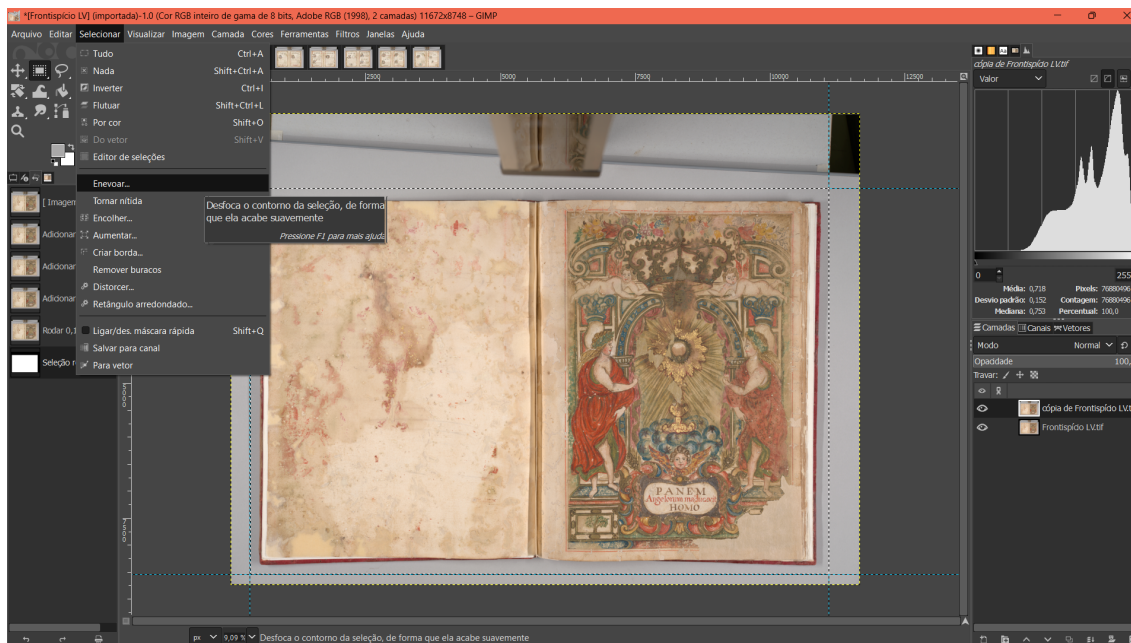 *[Frontispício LV] (importada)-1.0 (Cor RGB inteiro de gama de 8 bits, Adobe RGB (1998), 2 camadas) 11672x8748 – GIMP
Arquivo Editar Selecionar Visualizar Imagem Camada Cores Ferramentas Filtros Janelas Ajuda
Tudo Ctrl+A
Nada Shift+Ctrl+A
Inverter Ctrl+I
Flutuar Shift+Ctrl+L
Por cor Shift+O
Do vetor Shift+V
Editor de seleções
Enevoar...
Tornar nítida
Encolher...
Aumentar...
Criar borda...
Remover buracos
Distorcer...
Retângulo arredondado...
Ligar/des. máscara rápida Shift+Q
Salvar para canal
Para vetor
Desfoca o contorno da seleção, de forma
que ela acabe suavemente
Pressione F1 para mais ajuda
[ Imagem
Adicionar
Adicionar
Adicionar
Rodar 0,1
Seleção r
2500 5000 7500 10000 12500
5000
7500
PANEM
Angelorum manducavit
HOMO
cópia de Frontispício LV.tif
Valor
0 255
Média: 0,718 Pixels: 76880496
Desvio padrão: 0,152 Contagem: 76880496
Mediana: 0,753 Percentual: 100,0
Camadas Canais Vetores
Modo Normal
Opacidade 100,
Travar:
cópia de Frontispício LV.t
Frontispício LV.tif
px 9,09 % Desfoca o contorno da seleção, de forma que ela acabe suavemente